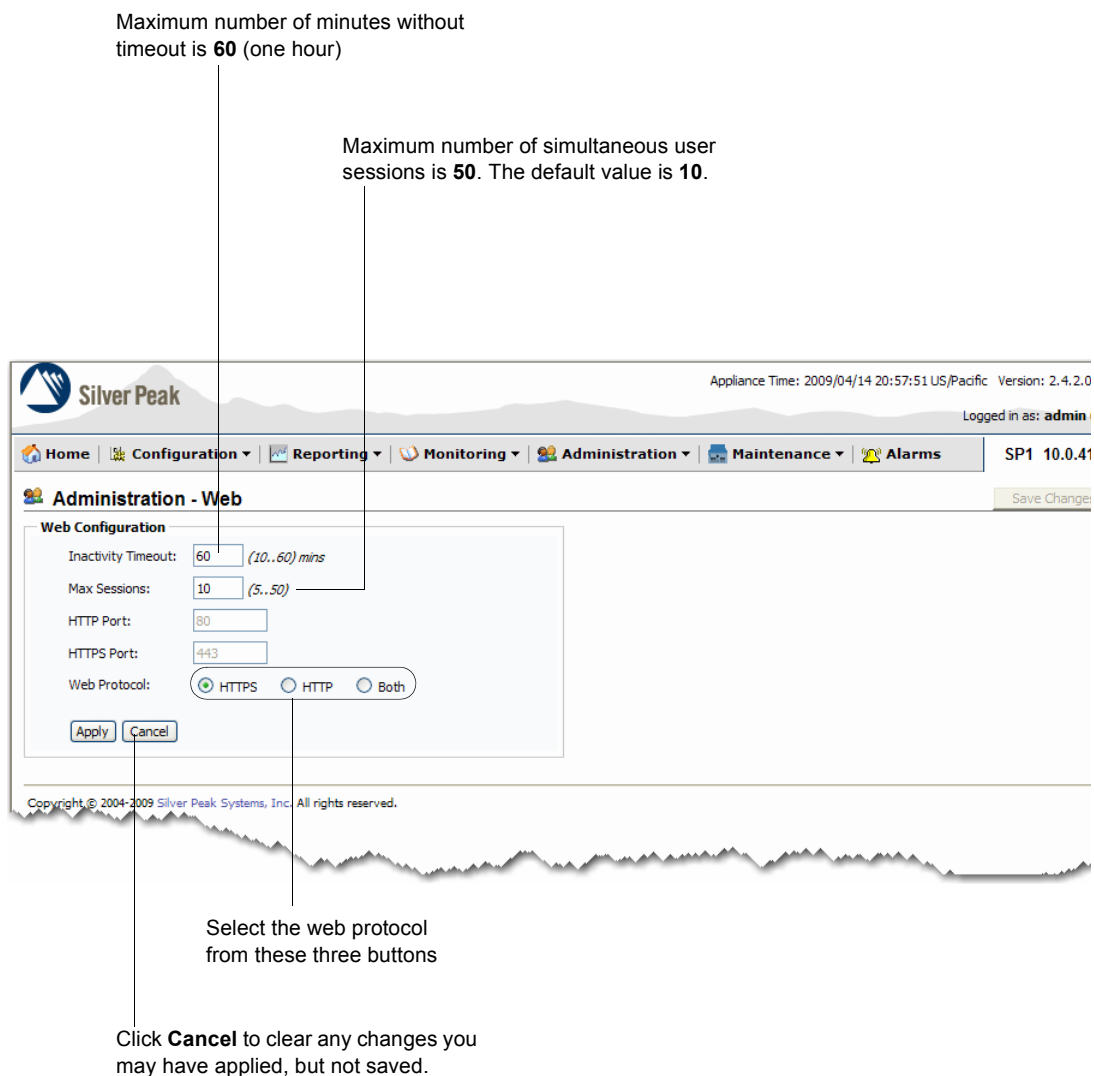 Maximum number of minutes without
timeout is 60 (one hour)
Maximum number of simultaneous user
sessions is 50. The default value is 10.
Silver Peak
Appliance Time: 2009/04/14 20:57:51 US/Pacific Version: 2.4.2.0
Logged in as: admin
Home Configuration Reporting Monitoring Administration Maintenance Alarms SP1 10.0.41
Administration - Web
Save Changes
Web Configuration
Inactivity Timeout: 60 (10..60) mins
Max Sessions: 10 (5..50)
HTTP Port: 80
HTTPS Port: 443
Web Protocol: HTTPS HTTP Both
Apply Cancel
Copyright © 2004-2009 Silver Peak Systems, Inc. All rights reserved.
Select the web protocol
from these three buttons
Click Cancel to clear any changes you
may have applied, but not saved.